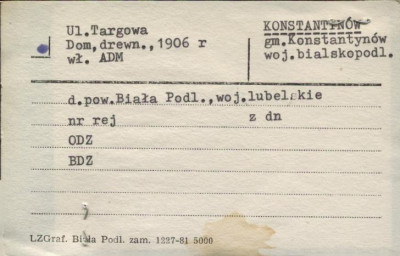 Ul.Targowa
Dom,drewn.,1906 r
wł. ADM
KONSTANTYNÓW
gm.Konstantynów
woj.bialskopodl.
d.pow.Biała Podl.,woj.lubelskie
nr rej z dn
ODZ
BDZ
LZGraf. Biała Podl. zam. 1227-81 5000